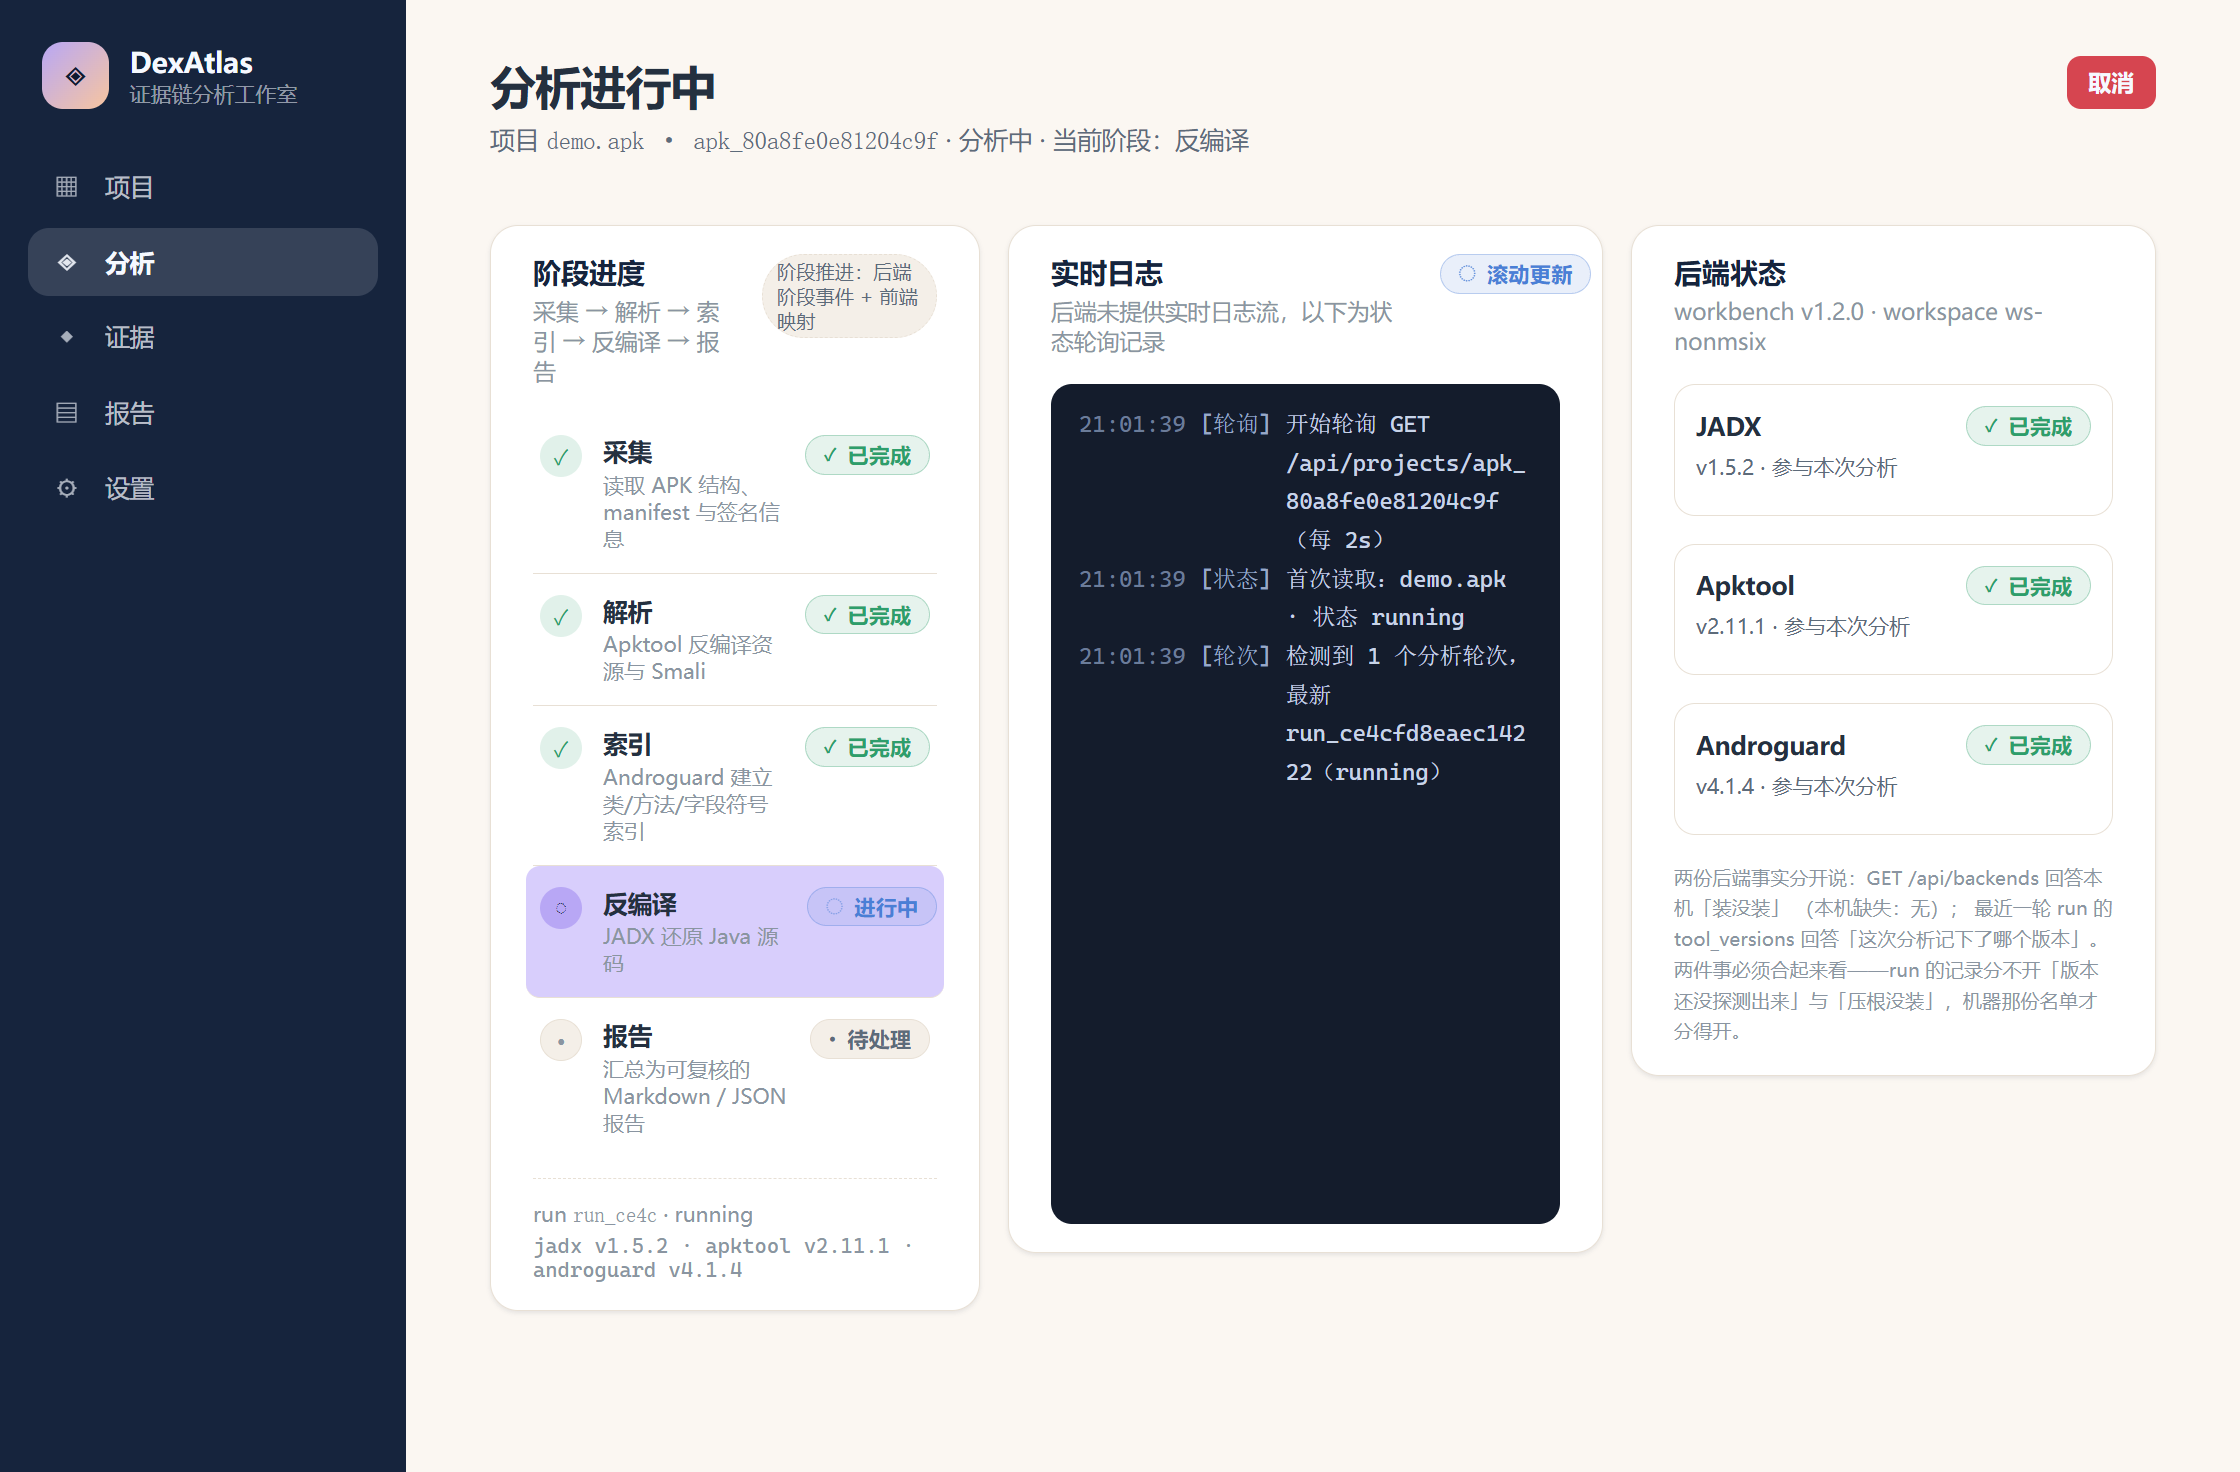 DexAtlas
证据链分析工作室
项目
分析
证据
报告
设置
分析进行中
项目 demo.apk • apk_80a8fe0e81204c9f · 分析中 · 当前阶段：反编译
取消
阶段进度
采集 → 解析 → 索
引 → 反编译 → 报
告
阶段推进：后端
阶段事件 + 前端
映射
✓
采集
读取 APK 结构、
manifest 与签名信
息
✓ 已完成
✓
解析
Apktool 反编译资
源与 Smali
✓ 已完成
✓
索引
Androguard 建立
类/方法/字段符号
索引
✓ 已完成
反编译
JADX 还原 Java 源
码
进行中
报告
汇总为可复核的
Markdown / JSON
报告
• 待处理
run run_ce4c · running
jadx v1.5.2 · apktool v2.11.1 ·
androguard v4.1.4
实时日志
后端未提供实时日志流，以下为状
态轮询记录
滚动更新
21:01:39 [轮询] 开始轮询 GET
/api/projects/apk_
80a8fe0e81204c9f
（每 2s）
21:01:39 [状态] 首次读取：demo.apk
· 状态 running
21:01:39 [轮次] 检测到 1 个分析轮次，
最新
run_ce4cfd8eaec142
22（running）
后端状态
workbench v1.2.0 · workspace ws-
nonmsix
JADX
✓ 已完成
v1.5.2 · 参与本次分析
Apktool
✓ 已完成
v2.11.1 · 参与本次分析
Androguard
✓ 已完成
v4.1.4 · 参与本次分析
两份后端事实分开说：GET /api/backends 回答本
机「装没装」（本机缺失：无）； 最近一轮 run 的
tool_versions 回答「这次分析记下了哪个版本」。
两件事必须合起来看——run 的记录分不开「版本
还没探测出来」与「压根没装」，机器那份名单才
分得开。